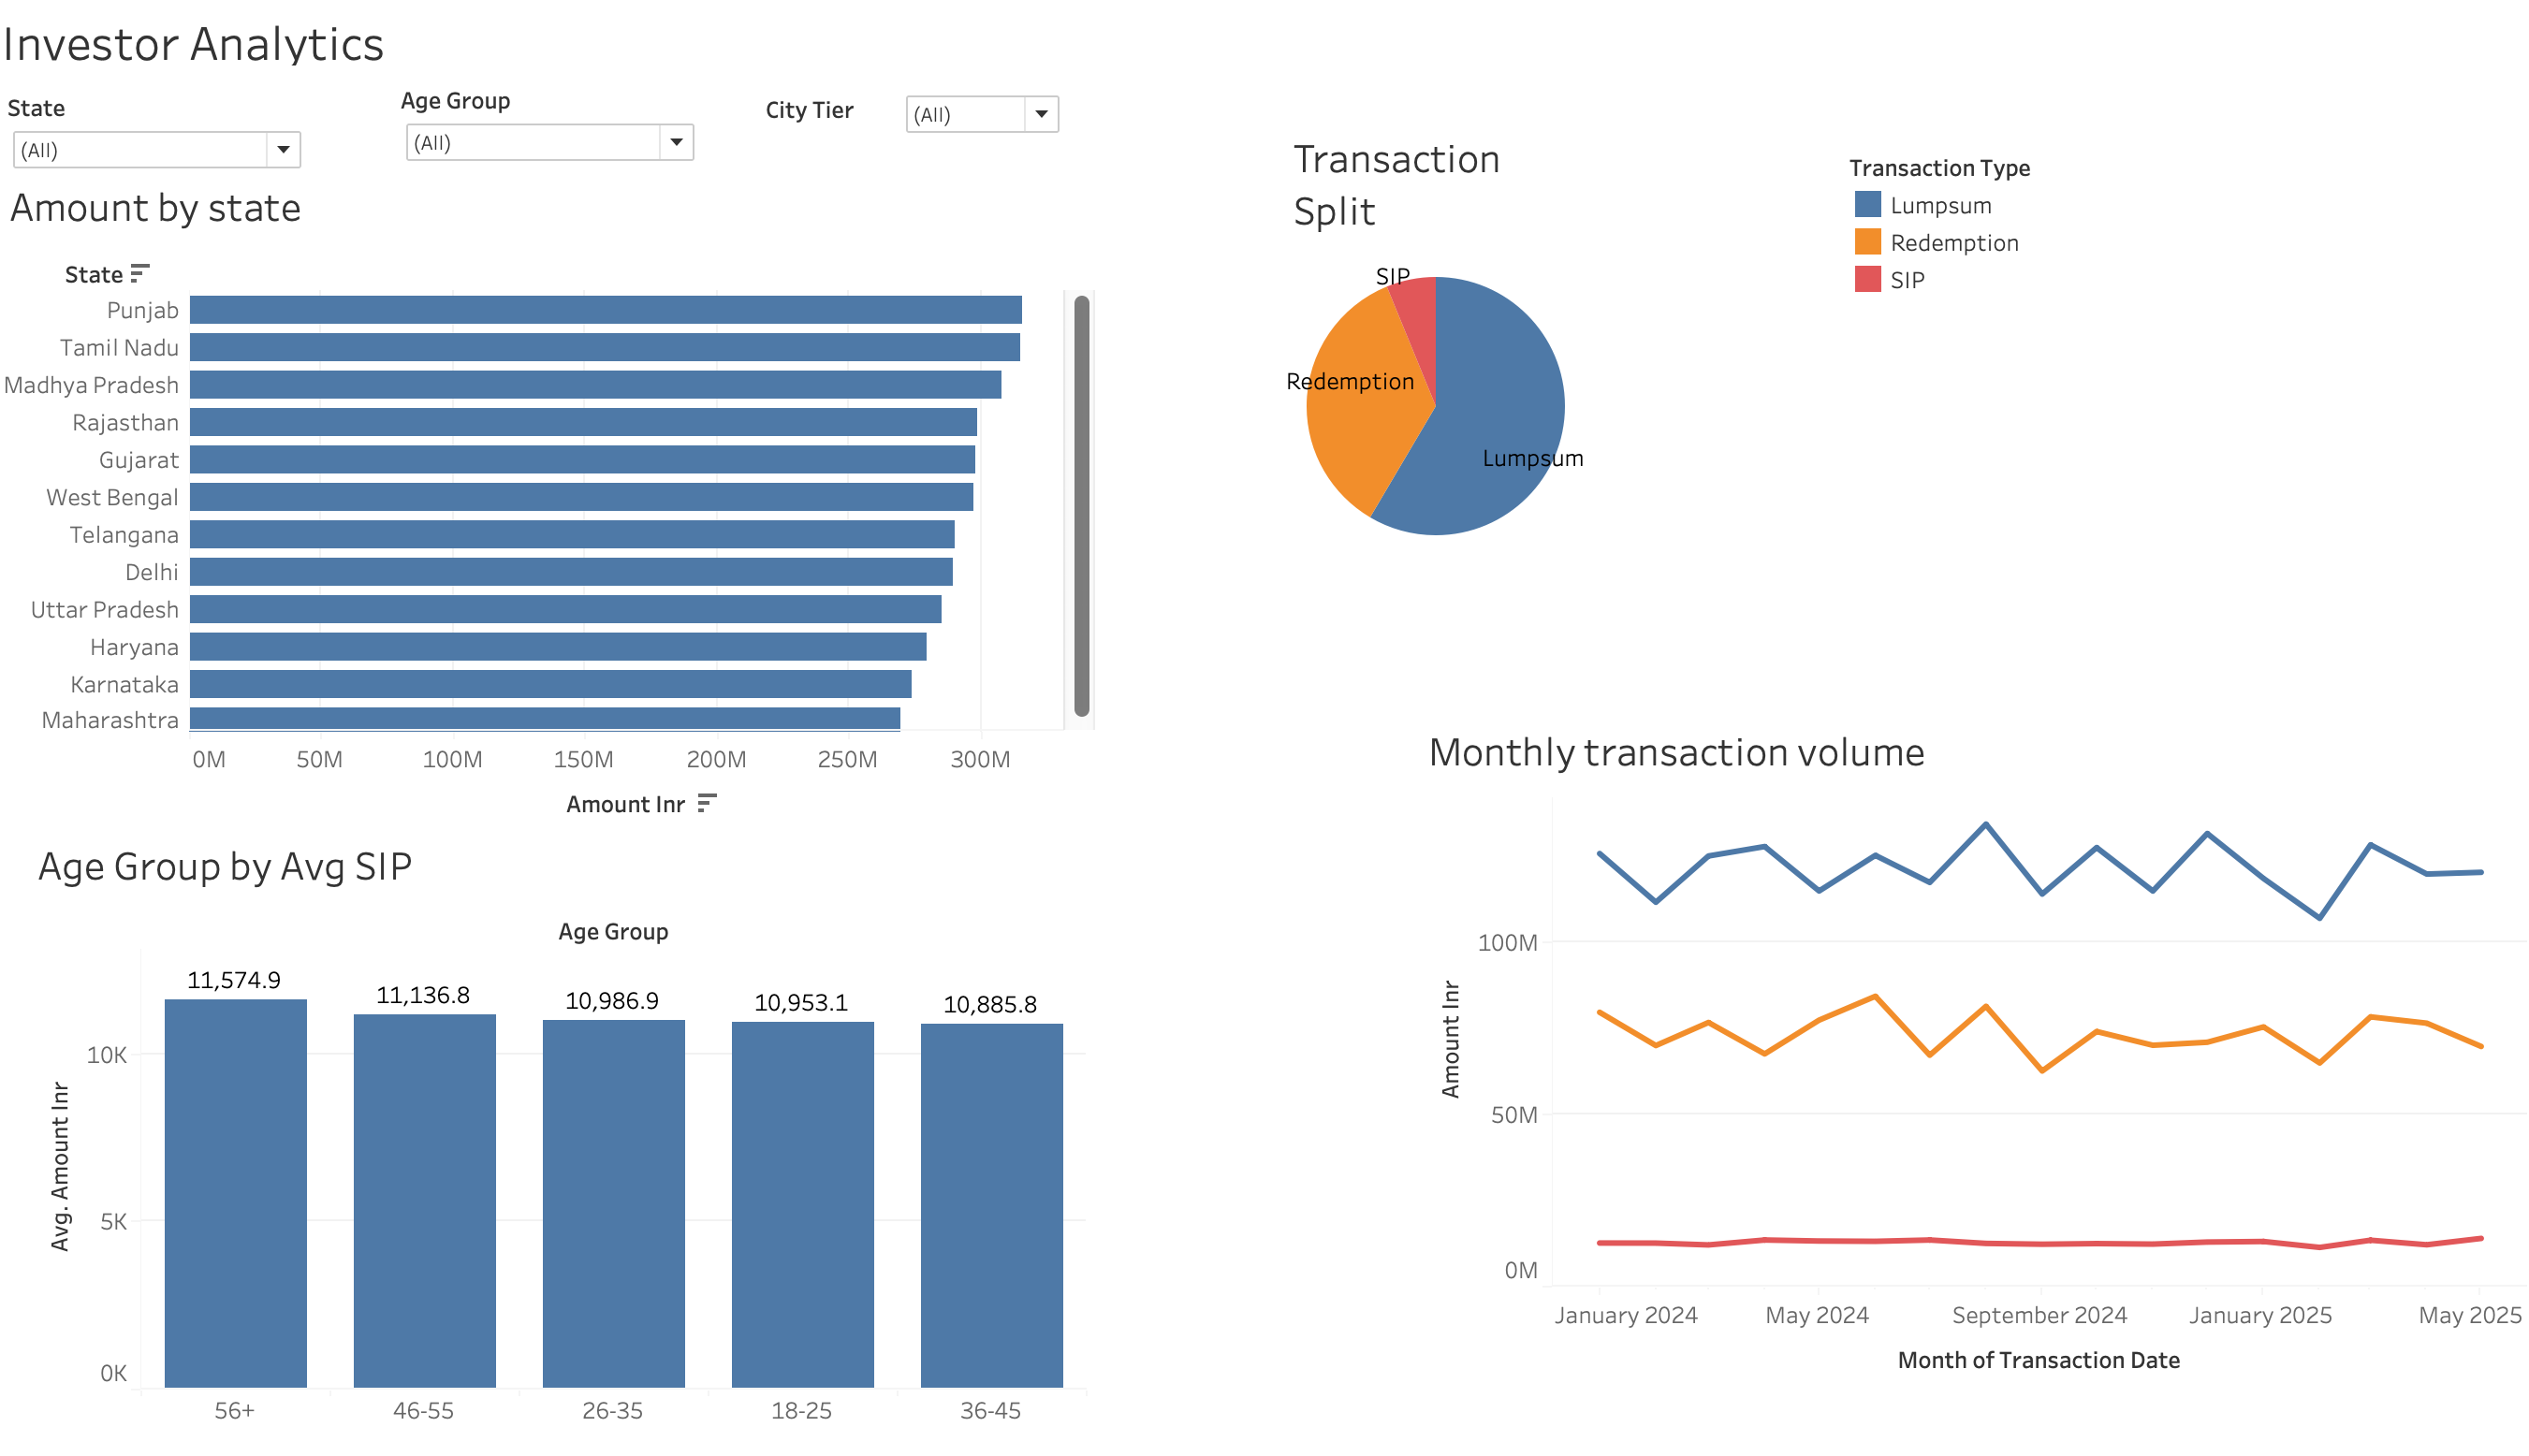 Investor Analytics
State
(All)
Age Group
(All)
City Tier
(All)
Amount by state
State
Punjab
Tamil Nadu
Madhya Pradesh
Rajasthan
Gujarat
West Bengal
Telangana
Delhi
Uttar Pradesh
Haryana
Karnataka
Maharashtra
0M 50M 100M 150M 200M 250M 300M
Amount Inr
Transaction
Split
SIP
Redemption
Lumpsum
Transaction Type
Lumpsum
Redemption
SIP
Age Group by Avg SIP
Age Group
11,574.9 11,136.8 10,986.9 10,953.1 10,885.8
Avg. Amount Inr
10K
5K
0K
56+ 46-55 26-35 18-25 36-45
Monthly transaction volume
Amount Inr
100M
50M
0M
January 2024 May 2024 September 2024 January 2025 May 2025
Month of Transaction Date